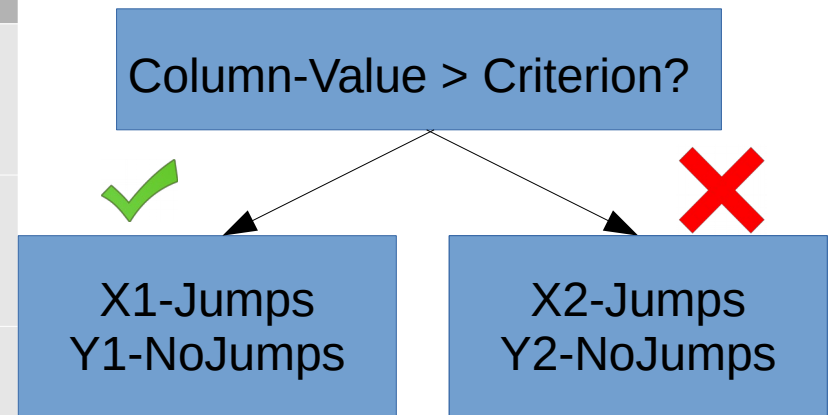 Column-Value > Criterion?
X1-Jumps
Y1-NoJumps
X2-Jumps
Y2-NoJumps